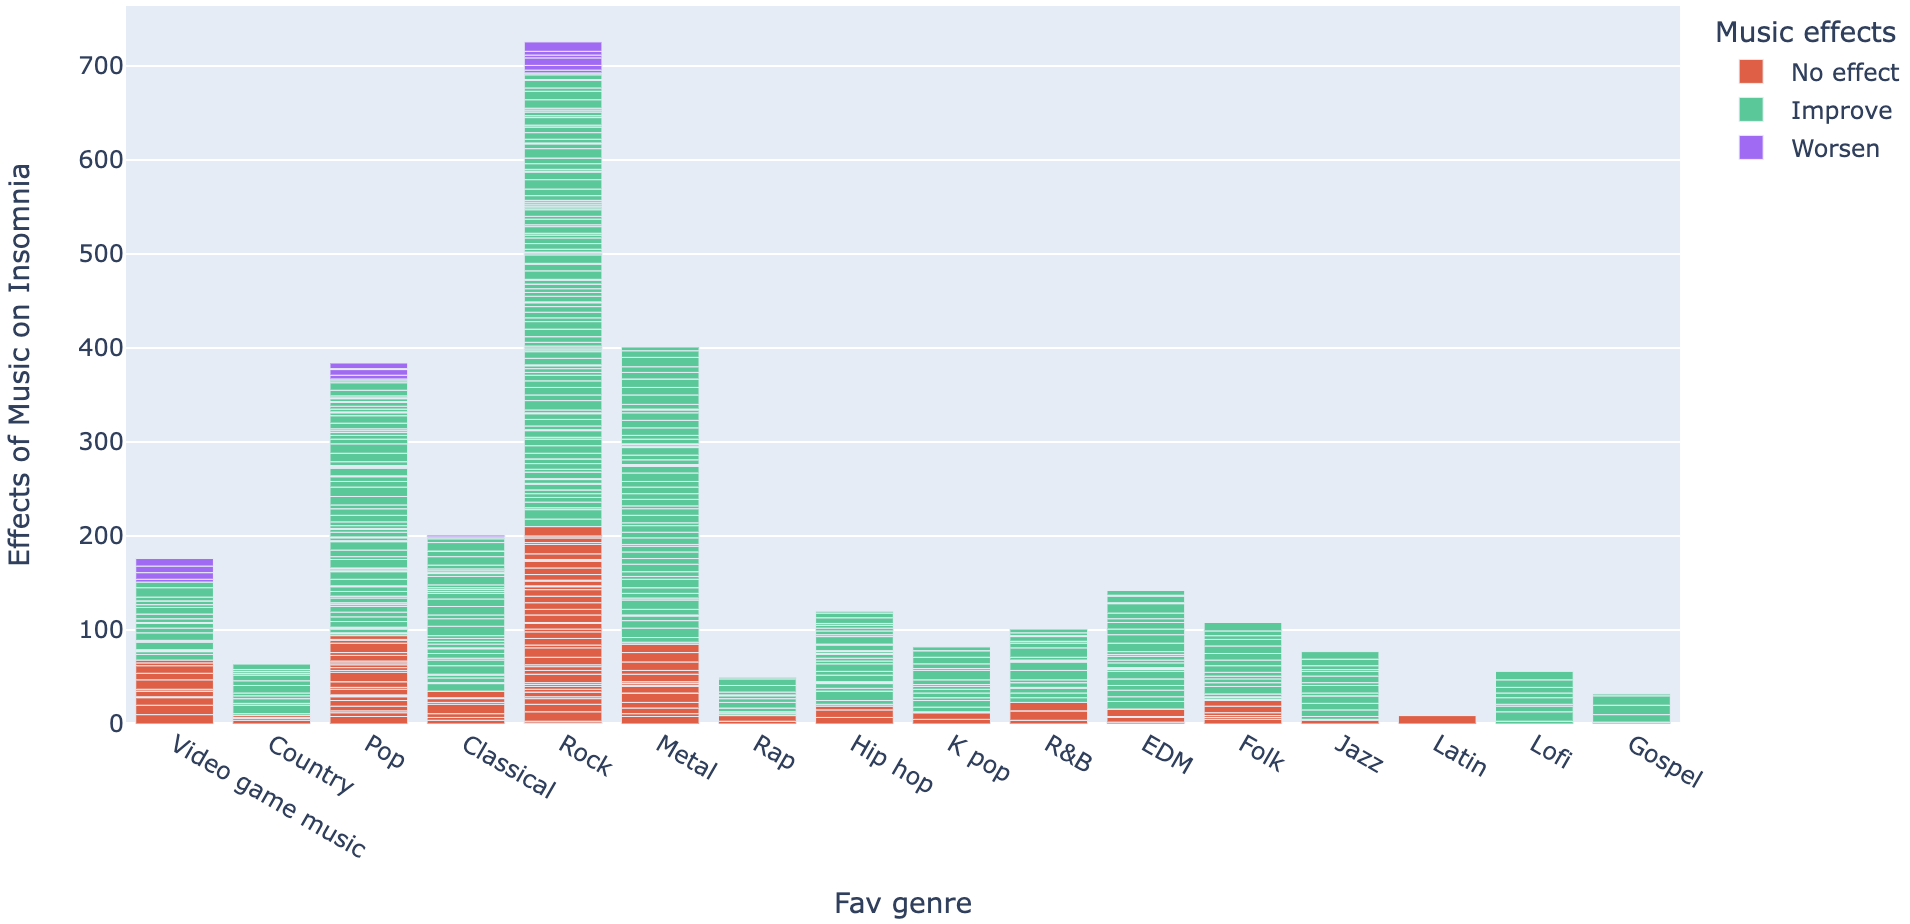 Music effects
No effect
Improve
Worsen
Effects of Music on Insomnia
700
600
500
400
300
200
100
0
Video game music
Country
Pop
Classical
Rock
Metal
Rap
Hip hop
K pop
R&B
EDM
Folk
Jazz
Latin
Lofi
Gospel
Fav genre